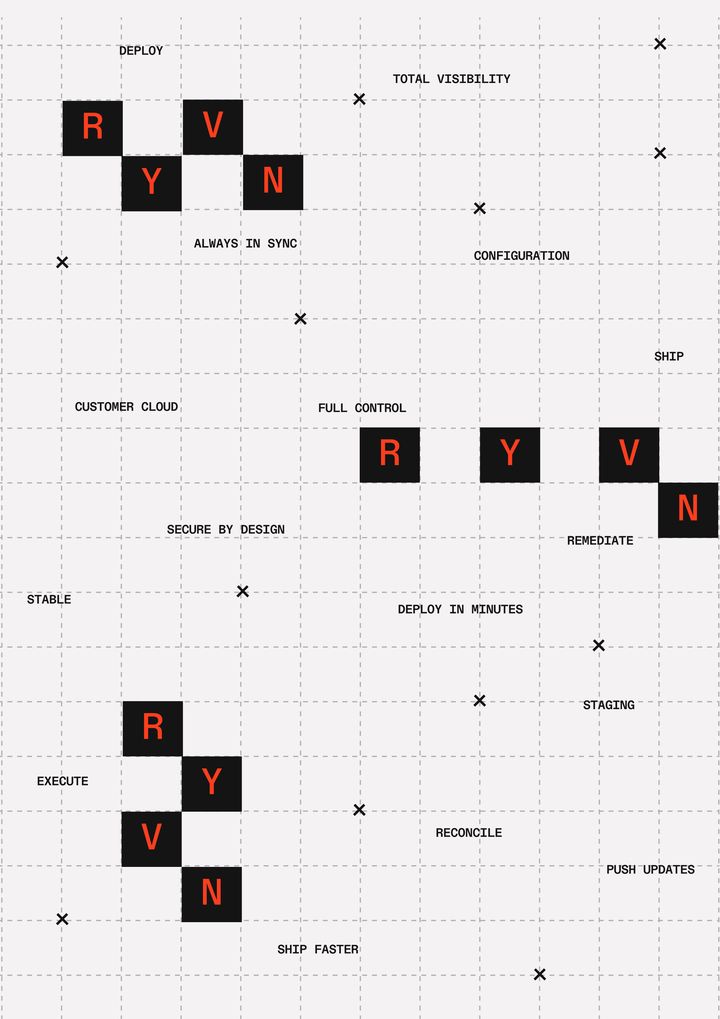 DEPLOY
TOTAL VISIBILITY
R V
Y N
ALWAYS IN SYNC
CONFIGURATION
SHIP
CUSTOMER CLOUD
FULL CONTROL
R Y V
N
SECURE BY DESIGN
REMEDIATE
STABLE
DEPLOY IN MINUTES
STAGING
R
Y
EXECUTE
V
RECONCILE
PUSH UPDATES
N
SHIP FASTER